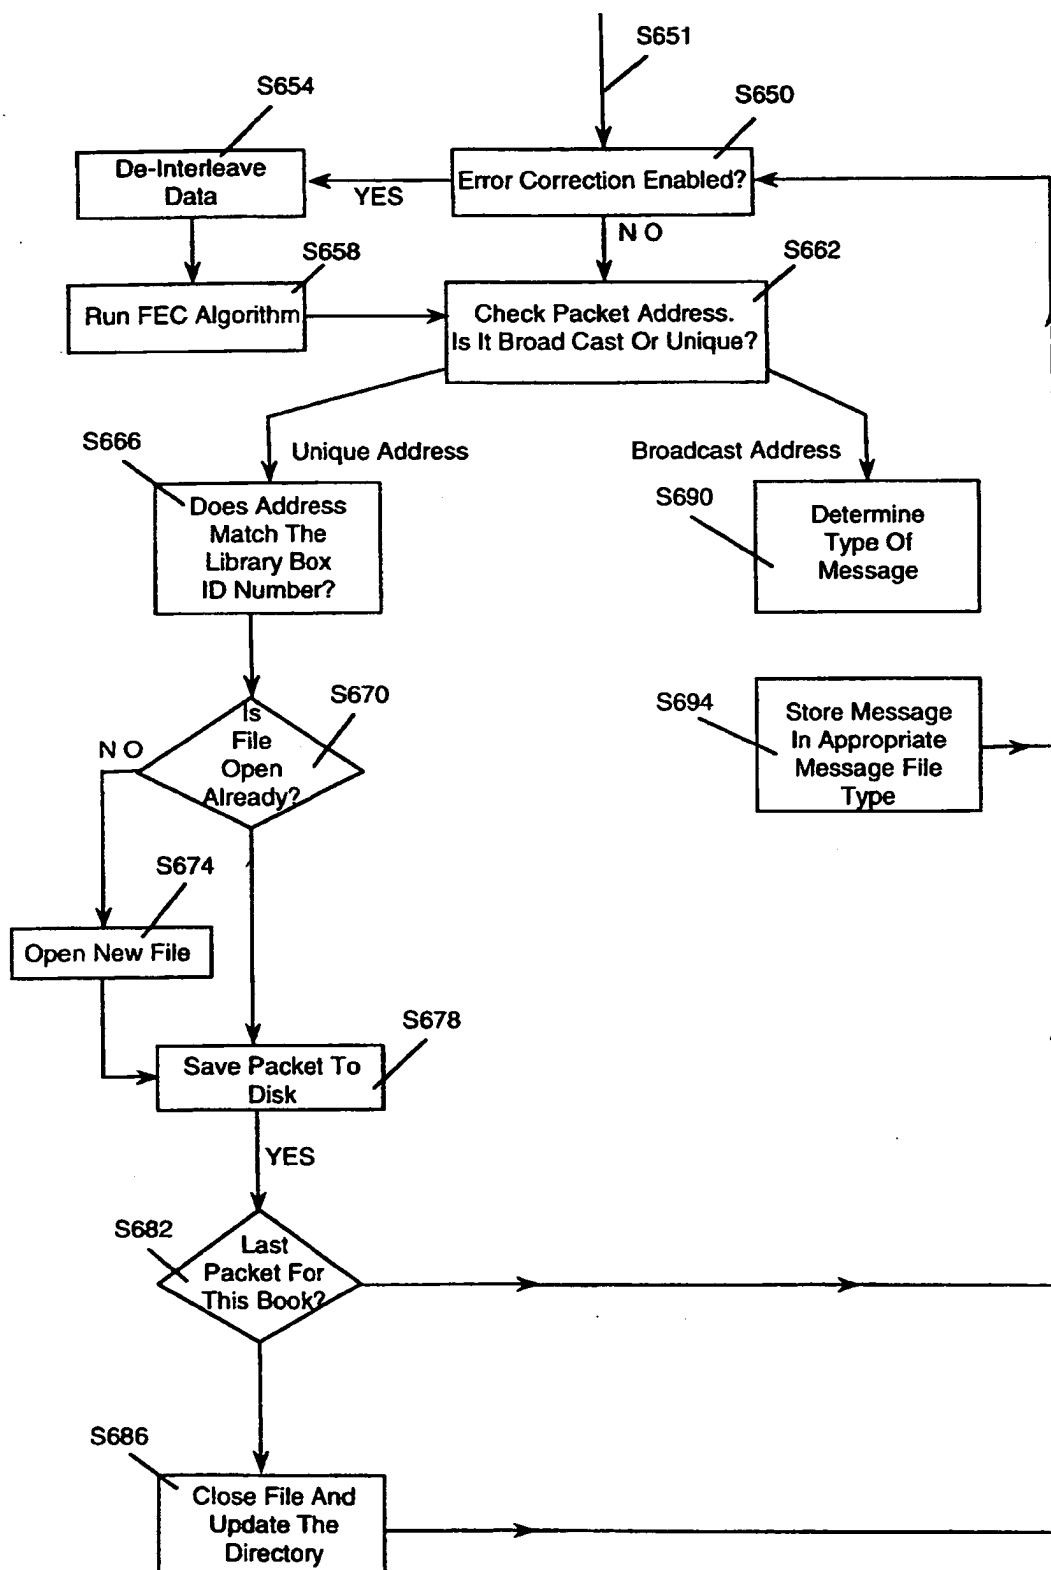 S651
S654
S650
De-Interleave
Data
YES
Error Correction Enabled?
N O
S658
S662
Run FEC Algorithm
Check Packet Address.
Is It Broad Cast Or Unique?
S666
Unique Address
Broadcast Address
S690
Does Address
Match The
Library Box
ID Number?
Determine
Type Of
Message
S670
S694
Is
File
Open
Already?
N O
Store Message
In Appropriate
Message File
Type
S674
Open New File
S678
Save Packet To
Disk
YES
S682
Last
Packet For
This Book?
S686
Close File And
Update The
Directory